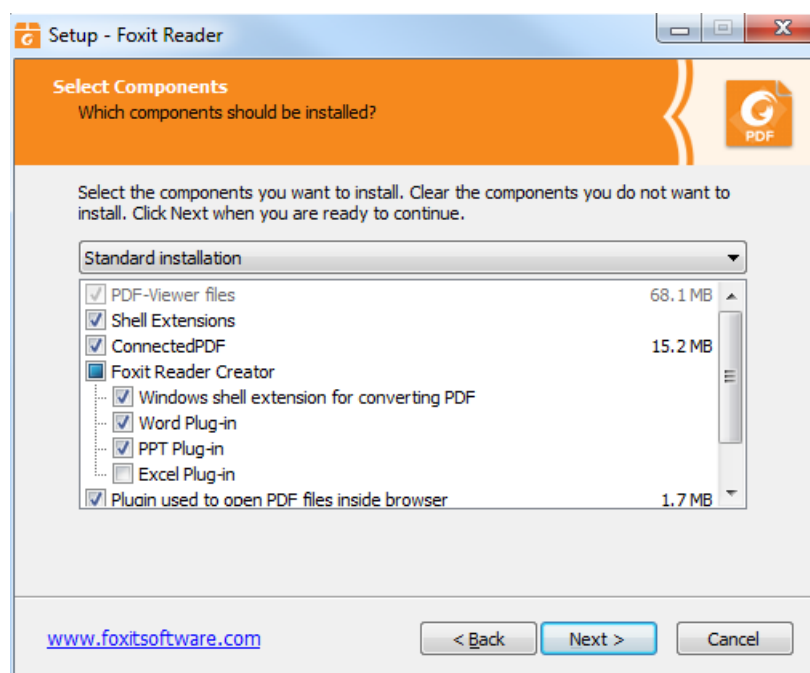 Setup - Foxit Reader
Select Components
Which components should be installed?
PDF
Select the components you want to install. Clear the components you do not want to
install. Click Next when you are ready to continue.
Standard installation
PDF-Viewer files 68.1 MB
Shell Extensions
ConnectedPDF 15.2 MB
Foxit Reader Creator
Windows shell extension for converting PDF
Word Plug-in
PPT Plug-in
Excel Plug-in
Plugin used to open PDF files inside browser 1.7 MB
www.foxitsoftware.com < Back Next > Cancel